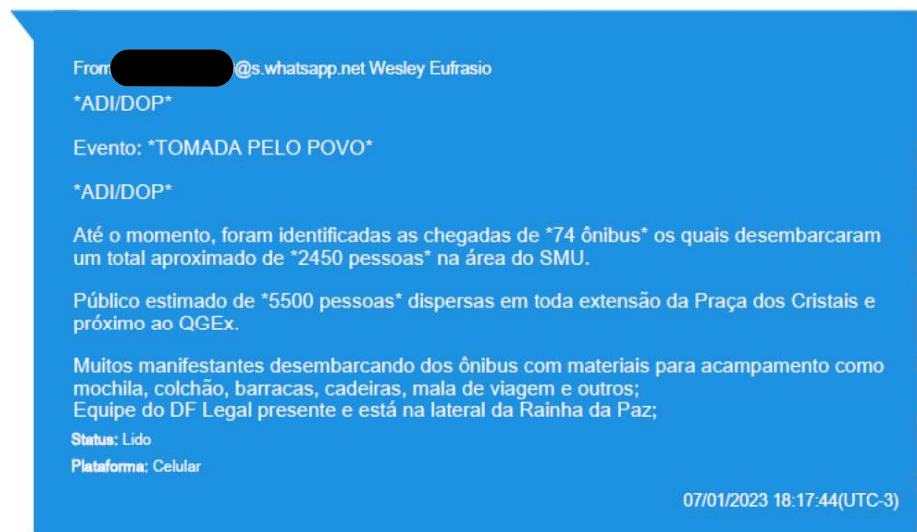 From @s.whatsapp.net Wesley Eufrasio
*ADI/DOP*
Evento: *TOMADA PELO POVO*
*ADI/DOP*
Até o momento, foram identificadas as chegadas de *74 ônibus* os quais desembarcaram
um total aproximado de *2450 pessoas* na área do SMU.
Público estimado de *5500 pessoas* dispersas em toda extensão da Praça dos Cristais e
próximo ao QGEx.
Muitos manifestantes desembarcando dos ônibus com materiais para acampamento como
mochila, colchão, barracas, cadeiras, mala de viagem e outros;
Equipe do DF Legal presente e está na lateral da Rainha da Paz;
Status: Lido
Plataforma: Celular
07/01/2023 18:17:44(UTC-3)